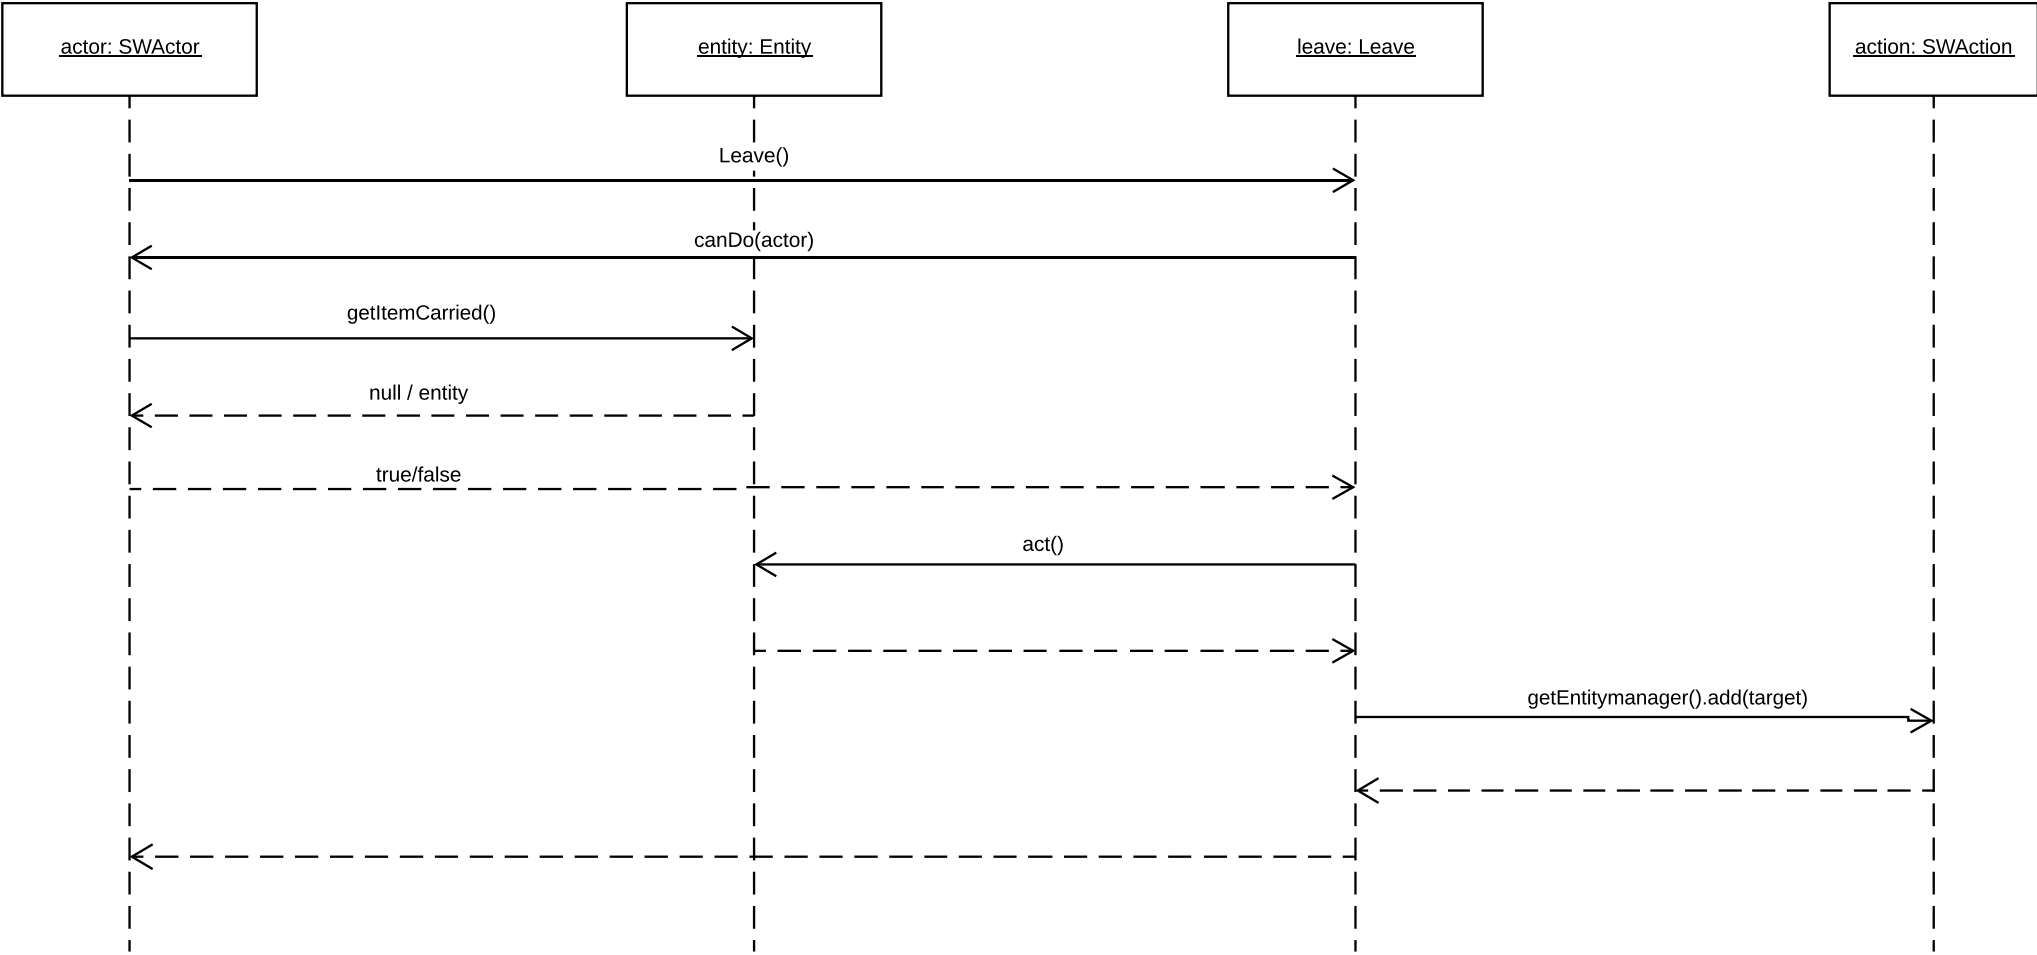 actor: SWActor
entity: Entity
leave: Leave
action: SWAction
Leave()
canDo(actor)
getItemCarried()
null / entity
true/false
act()
getEntitymanager().add(target)